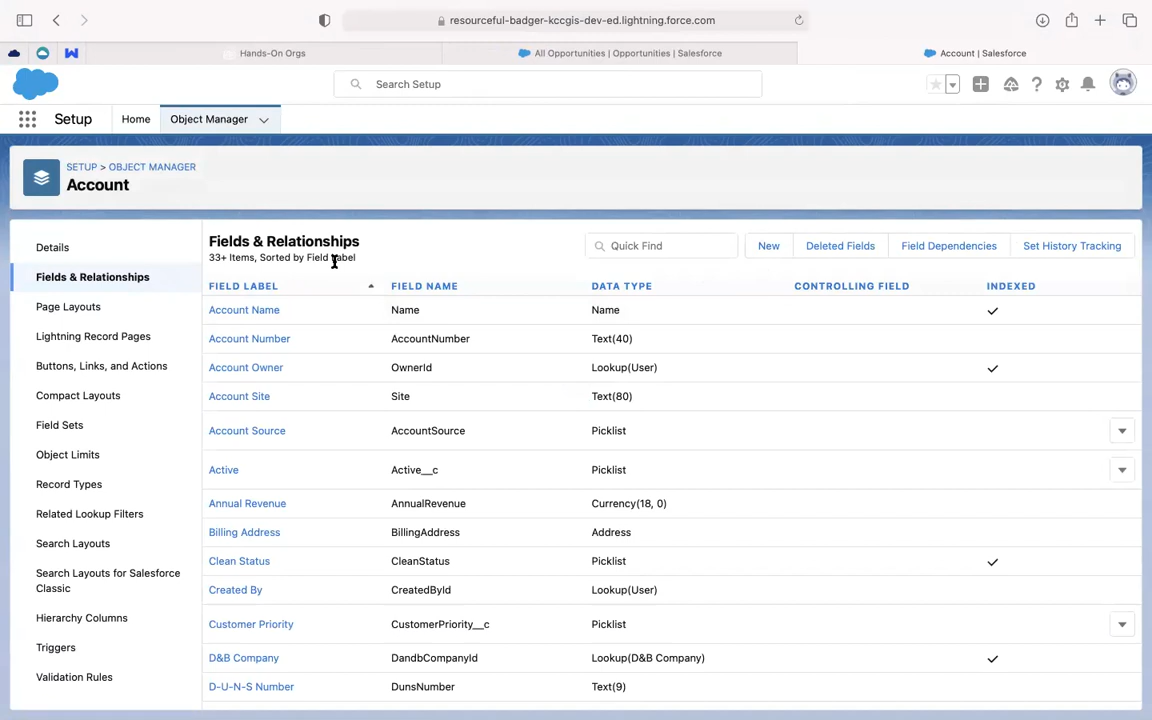 resourceful-badger-kccgis-dev-ed.lightning.force.com
Hands-On Orgs
All Opportunities | Opportunities | Salesforce
Account | Salesforce
Search Setup
Setup
Home
Object Manager
SETUP > OBJECT MANAGER
Account
Details
Fields & Relationships
Page Layouts
Lightning Record Pages
Buttons, Links, and Actions
Compact Layouts
Field Sets
Object Limits
Record Types
Related Lookup Filters
Search Layouts
Search Layouts for Salesforce
Classic
Hierarchy Columns
Triggers
Validation Rules
Fields & Relationships
33+ Items, Sorted by Field Label
Quick Find
New
Deleted Fields
Field Dependencies
Set History Tracking
FIELD LABEL FIELD NAME DATA TYPE CONTROLLING FIELD INDEXED
Account Name Name Name
Account Number AccountNumber Text(40)
Account Owner OwnerId Lookup(User)
Account Site Site Text(80)
Account Source AccountSource Picklist
Active Active__c Picklist
Annual Revenue AnnualRevenue Currency(18, 0)
Billing Address BillingAddress Address
Clean Status CleanStatus Picklist
Created By CreatedById Lookup(User)
Customer Priority CustomerPriority__c Picklist
D&B Company DandbCompanyId Lookup(D&B Company)
D-U-N-S Number DunsNumber Text(9)